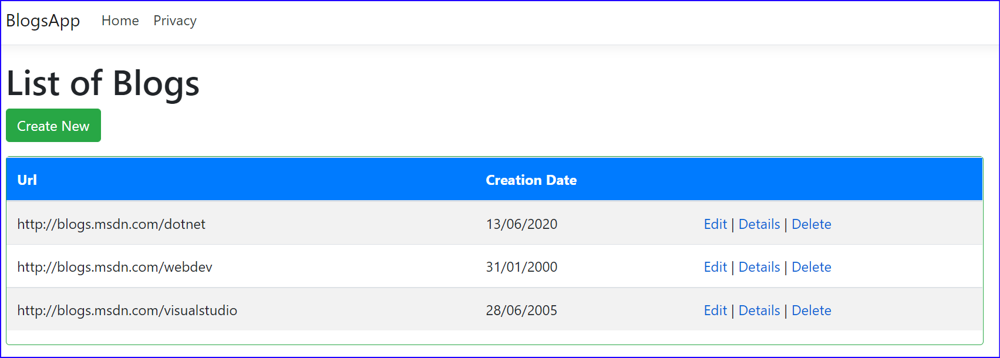 BlogsApp Home Privacy
List of Blogs
Create New
Url Creation Date
http://blogs.msdn.com/dotnet 13/06/2020 Edit | Details | Delete
http://blogs.msdn.com/webdev 31/01/2000 Edit | Details | Delete
http://blogs.msdn.com/visualstudio 28/06/2005 Edit | Details | Delete